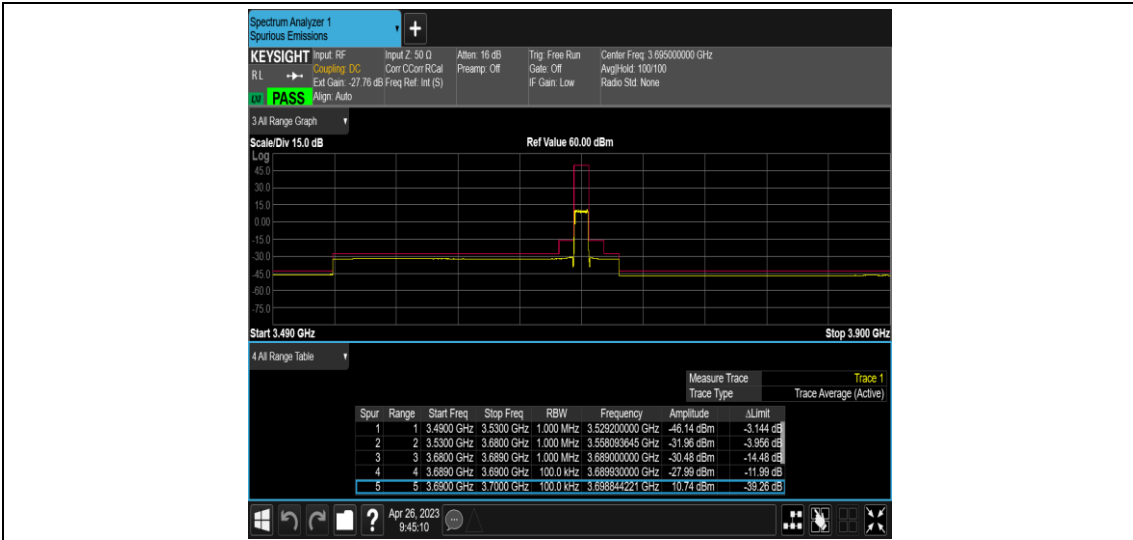 Spectrum Analyzer 1
Spurious Emissions
+
KEYSIGHT Input: RF Input Z: 50 Ω Atten: 16 dB Trig: Free Run Center Freq: 3.695000000 GHz
RL Coupling: DC Corr CCorr RCal Preamp: Off Gate: Off Avg|Hold: 100/100
Ext Gain: -27.76 dB Freq Ref: Int (S) IF Gain: Low Radio Std: None
PASS Align: Auto
3 All Range Graph
Scale/Div 15.0 dB Ref Value 60.00 dBm
Log
45.0
30.0
15.0
0.00
-15.0
-30.0
-45.0
-60.0
-75.0
Start 3.490 GHz Stop 3.900 GHz
4 All Range Table
Measure Trace Trace 1
Trace Type Trace Average (Active)
Spur Range Start Freq Stop Freq RBW Frequency Amplitude ΔLimit
1 1 3.4900 GHz 3.5300 GHz 1.000 MHz 3.529200000 GHz -46.14 dBm -3.144 dB
2 2 3.5300 GHz 3.6800 GHz 1.000 MHz 3.558093645 GHz -31.96 dBm -3.956 dB
3 3 3.6800 GHz 3.6890 GHz 1.000 MHz 3.689000000 GHz -30.48 dBm -14.48 dB
4 4 3.6890 GHz 3.6900 GHz 100.0 kHz 3.689930000 GHz -27.99 dBm -11.99 dB
5 5 3.6900 GHz 3.7000 GHz 100.0 kHz 3.698844221 GHz 10.74 dBm -39.26 dB
? Apr 26, 2023
9:45:10